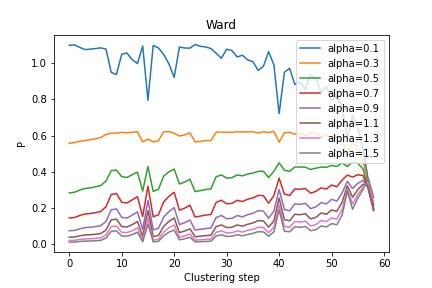 Ward
P
1.0
0.8
0.6
0.4
0.2
0.0
alpha=0.1
alpha=0.3
alpha=0.5
alpha=0.7
alpha=0.9
alpha=1.1
alpha=1.3
alpha=1.5
0 10 20 30 40 50 60
Clustering step